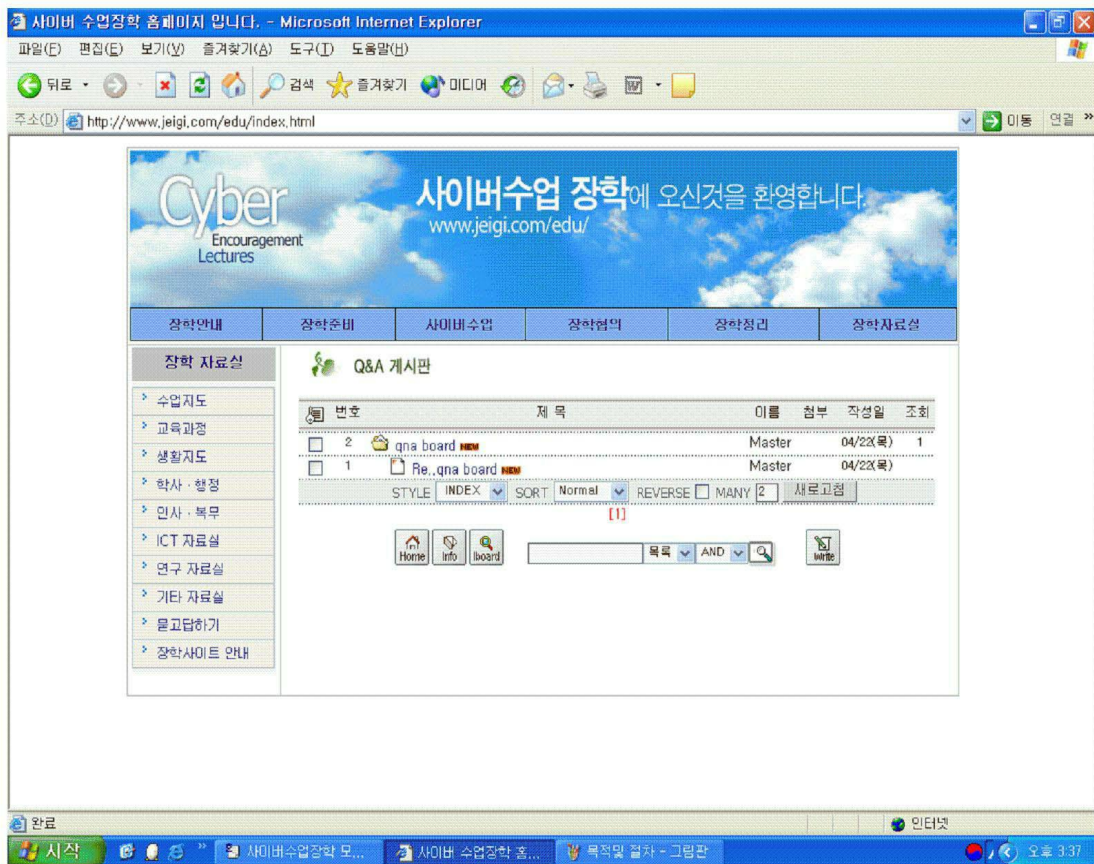 사이버 수업장학 홈페이지 입니다. - Microsoft Internet Explorer
파일(F) 편집(E) 보기(V) 즐겨찾기(A) 도구(T) 도움말(H)
뒤로 검색 즐겨찾기 미디어
주소(D) http://www.jeigi.com/edu/index.html 이동 연결 »
Cyber
Encouragement
Lectures
사이버수업 장학에 오신것을 환영합니다.
www.jeigi.com/edu/
장학안내 장학준비 사이버수업 장학협의 장학정리 장학자료실
장학 자료실
수업지도
교육과정
생활지도
학사·행정
인사·복무
ICT 자료실
연구 자료실
기타 자료실
묻고답하기
장학사이트 안내
Q&A 게시판
번호 제 목 이름 첨부 작성일 조회
2 qna board NEW Master 04/22(목) 1
1 Re..qna board NEW Master 04/22(목)
STYLE INDEX SORT Normal REVERSE MANY 2 새로고침
[1]
Home Info Iboard 목록 AND Write
완료 인터넷
시작 » 사이버수업장학 모... 사이버 수업장학 홈... 목적및 절차 - 그림판 오후 3:37